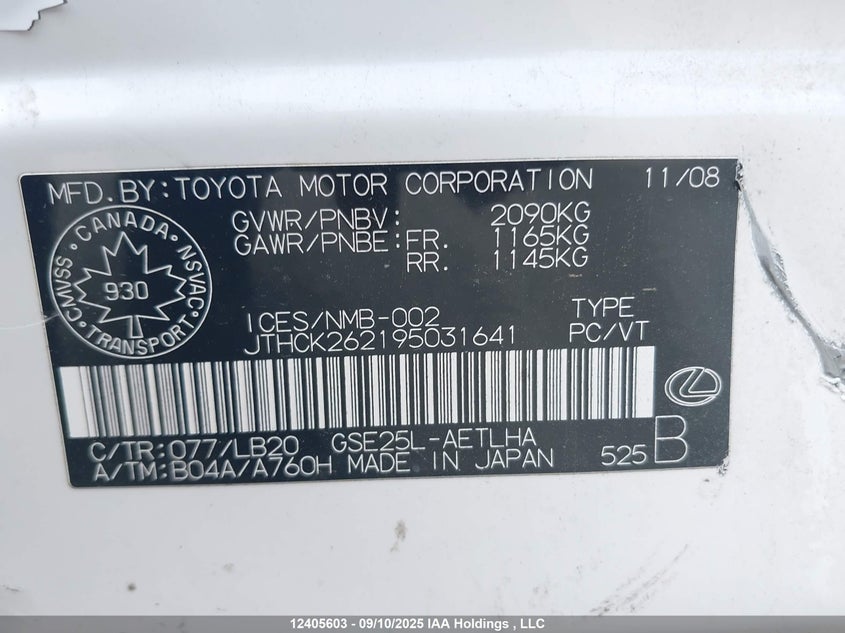 MFD.BY:TOYOTA MOTOR CORPORATION 11/08
GVWR/PNBV: 2090KG
GAWR/PNBE:FR. 1165KG
RR. 1145KG
CANADA
CMVSS NSVAC
930
TRANSPORT
ICES/NMB-002 TYPE
JTHCK262195031641 PC/VT
C/TR:077/LB20 GSE25L-AETLHA
A/TM:B04A/A760H MADE IN JAPAN 525 B
12405603 - 09/10/2025 IAA Holdings , LLC